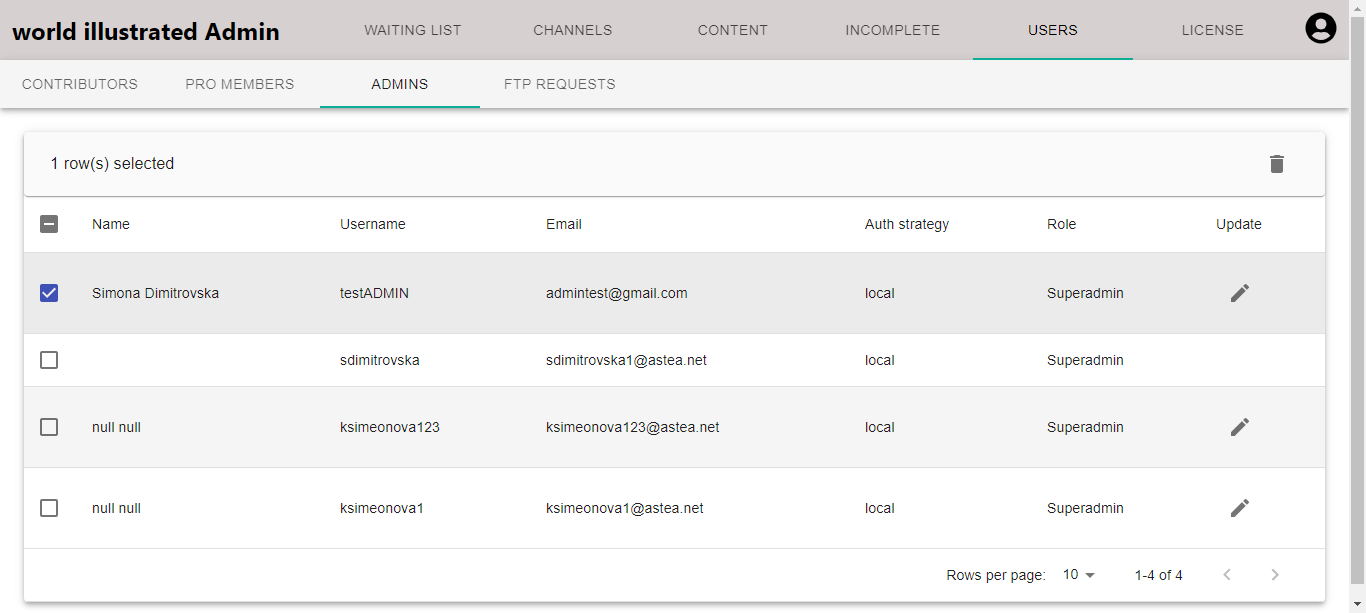 world illustrated Admin WAITING LIST CHANNELS CONTENT INCOMPLETE USERS LICENSE
CONTRIBUTORS PRO MEMBERS ADMINS FTP REQUESTS
1 row(s) selected
Name Username Email Auth strategy Role Update
Simona Dimitrovska testADMIN admintest@gmail.com local Superadmin
sdimitrovska sdimitrovska1@astea.net local Superadmin
null null ksimeonova123 ksimeonova123@astea.net local Superadmin
null null ksimeonova1 ksimeonova1@astea.net local Superadmin
Rows per page: 10 1-4 of 4